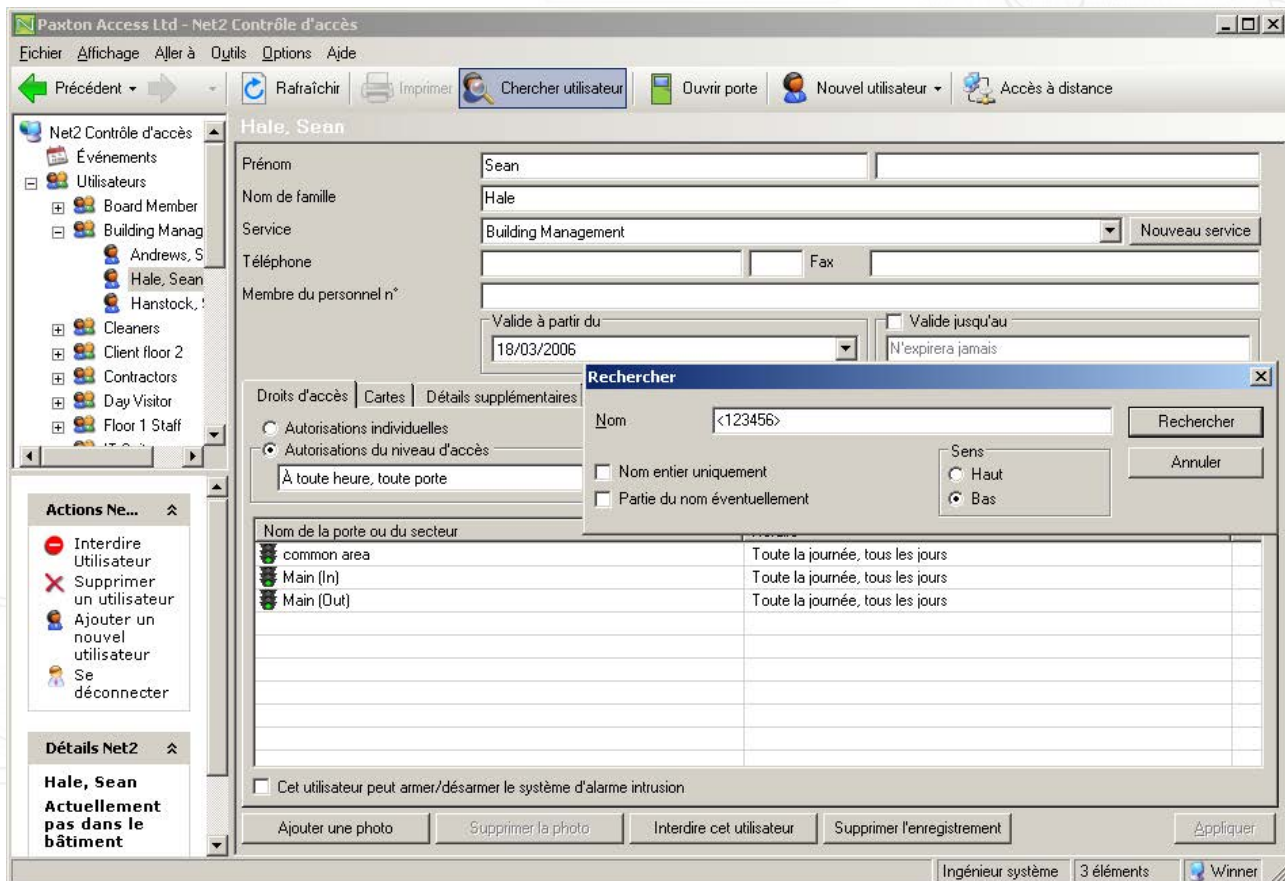 Paxton Access Ltd - Net2 Contrôle d'accès
Fichier Affichage Aller à Outils Options Aide
Précédent Rafraîchir Imprimer Chercher utilisateur Ouvrir porte Nouvel utilisateur Accès à distance
Net2 Contrôle d'accès
Événements
Utilisateurs
Board Member
Building Manag
Andrews, S
Hale, Sean
Hanstock,
Cleaners
Client floor 2
Contractors
Day Visitor
Floor 1 Staff
Actions Ne...
Interdire
Utilisateur
Supprimer
un utilisateur
Ajouter un
nouvel
utilisateur
Se
déconnecter
Détails Net2
Hale, Sean
Actuellement
pas dans le
bâtiment
Hale, Sean
Prénom Sean
Nom de famille Hale
Service Building Management Nouveau service
Téléphone Fax
Membre du personnel n°
Valide à partir du Valide jusqu'au
18/03/2006 N'expirera jamais
Droits d'accès Cartes Détails supplémentaires
Autorisations individuelles
Autorisations du niveau d'accès
À toute heure, toute porte
Rechercher
Nom <123456> Rechercher
Nom entier uniquement
Partie du nom éventuellement
Sens
Haut
Bas
Annuler
Nom de la porte ou du secteur
common area Toute la journée, tous les jours
Main (In) Toute la journée, tous les jours
Main (Out) Toute la journée, tous les jours
Cet utilisateur peut armer/désarmer le système d'alarme intrusion
Ajouter une photo Supprimer la photo Interdire cet utilisateur Supprimer l'enregistrement Appliquer
Ingénieur système 3 éléments Winner